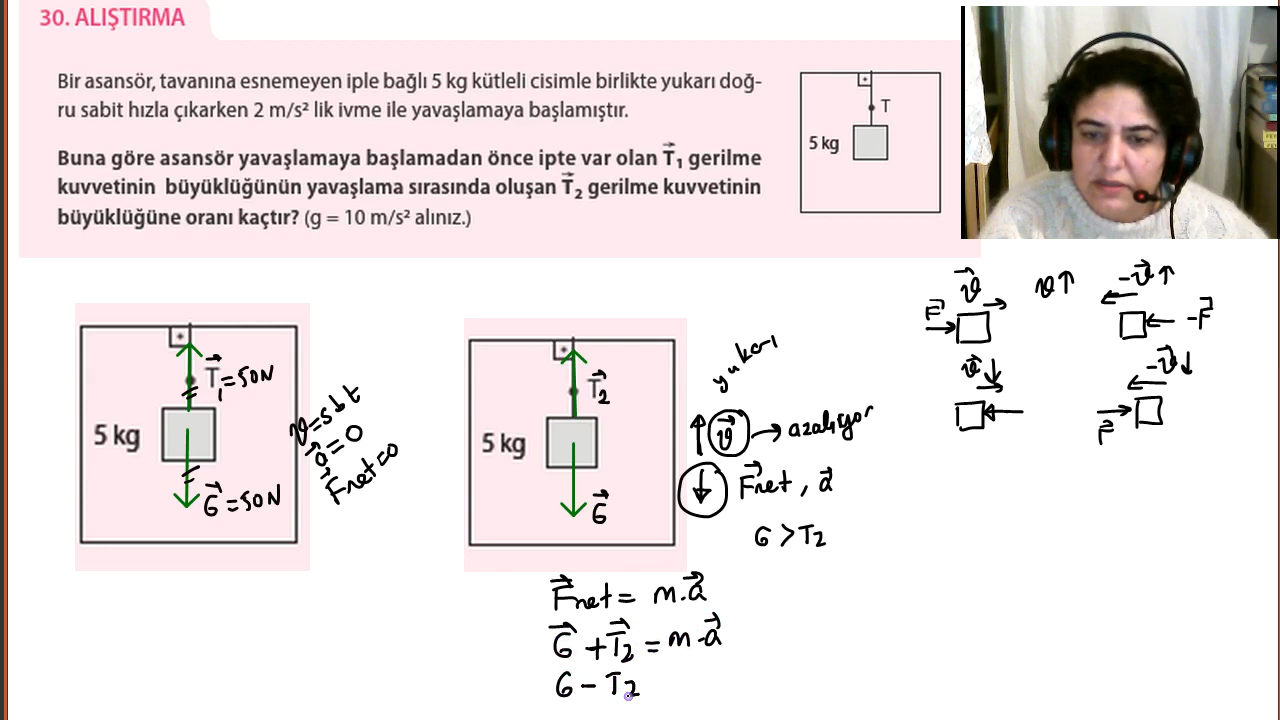 30. ALIŞTIRMA
Bir asansör, tavanına esnemeyen iple bağlı 5 kg kütleli cisimle birlikte yukarı doğ-
ru sabit hızla çıkarken 2 m/s² lik ivme ile yavaşlamaya başlamıştır.
Buna göre asansör yavaşlamaya başlamadan önce ipte var olan T⃗₁ gerilme
kuvvetinin büyüklüğünün yavaşlama sırasında oluşan T⃗₂ gerilme kuvvetinin
büyüklüğüne oranı kaçtır? (g = 10 m/s² alınız.)
T
5 kg
T⃗₁ = 50N
5 kg
G⃗ = 50N
ϑ = sbt
a⃗ = 0
F⃗net = 0
T⃗₂
5 kg
G⃗
yukarı
↑ ϑ⃗ → azalıyor
↓ F⃗net , a⃗
G > T₂
F⃗net = m.a⃗
G⃗ + T⃗₂ = m.a⃗
G − T₂
ϑ⃗
F⃗
ϑ↑
-ϑ⃗↑
-F⃗
ϑ⃗↓
-ϑ⃗↓
F⃗